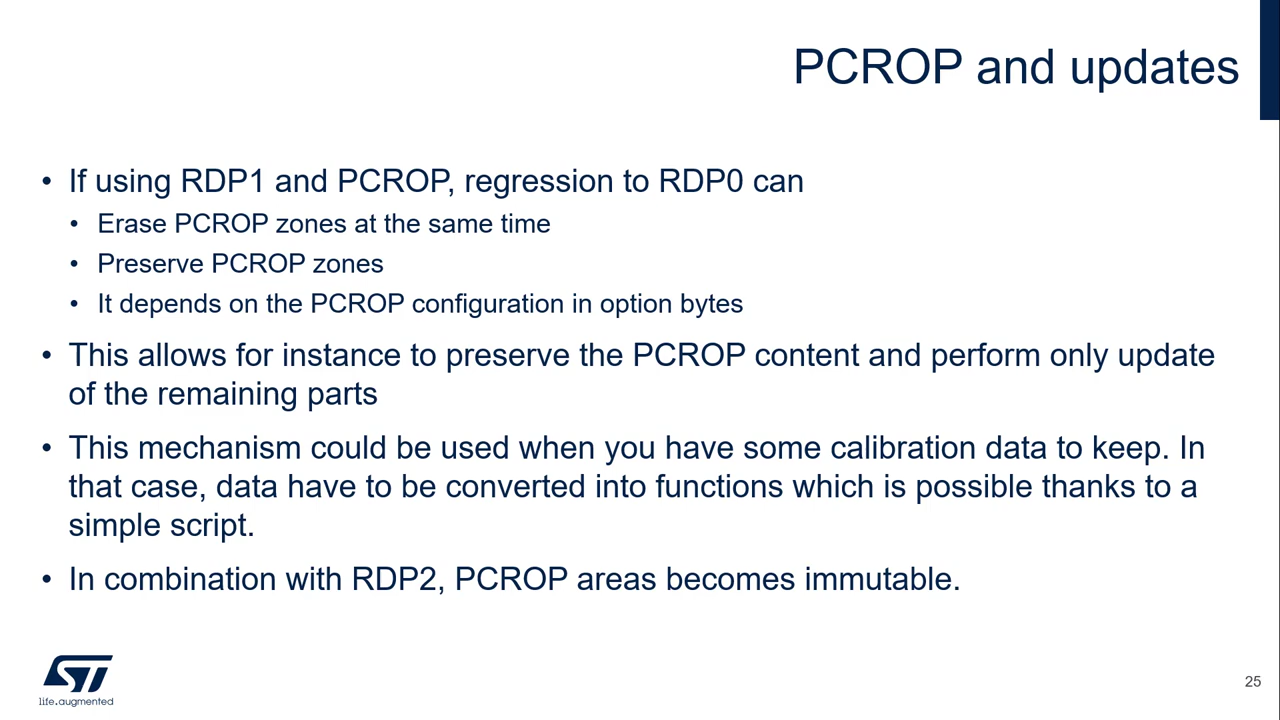 PCROP and updates
• If using RDP1 and PCROP, regression to RDP0 can
• Erase PCROP zones at the same time
• Preserve PCROP zones
• It depends on the PCROP configuration in option bytes
• This allows for instance to preserve the PCROP content and perform only update
of the remaining parts
• This mechanism could be used when you have some calibration data to keep. In
that case, data have to be converted into functions which is possible thanks to a
simple script.
• In combination with RDP2, PCROP areas becomes immutable.
ST
life.augmented
25